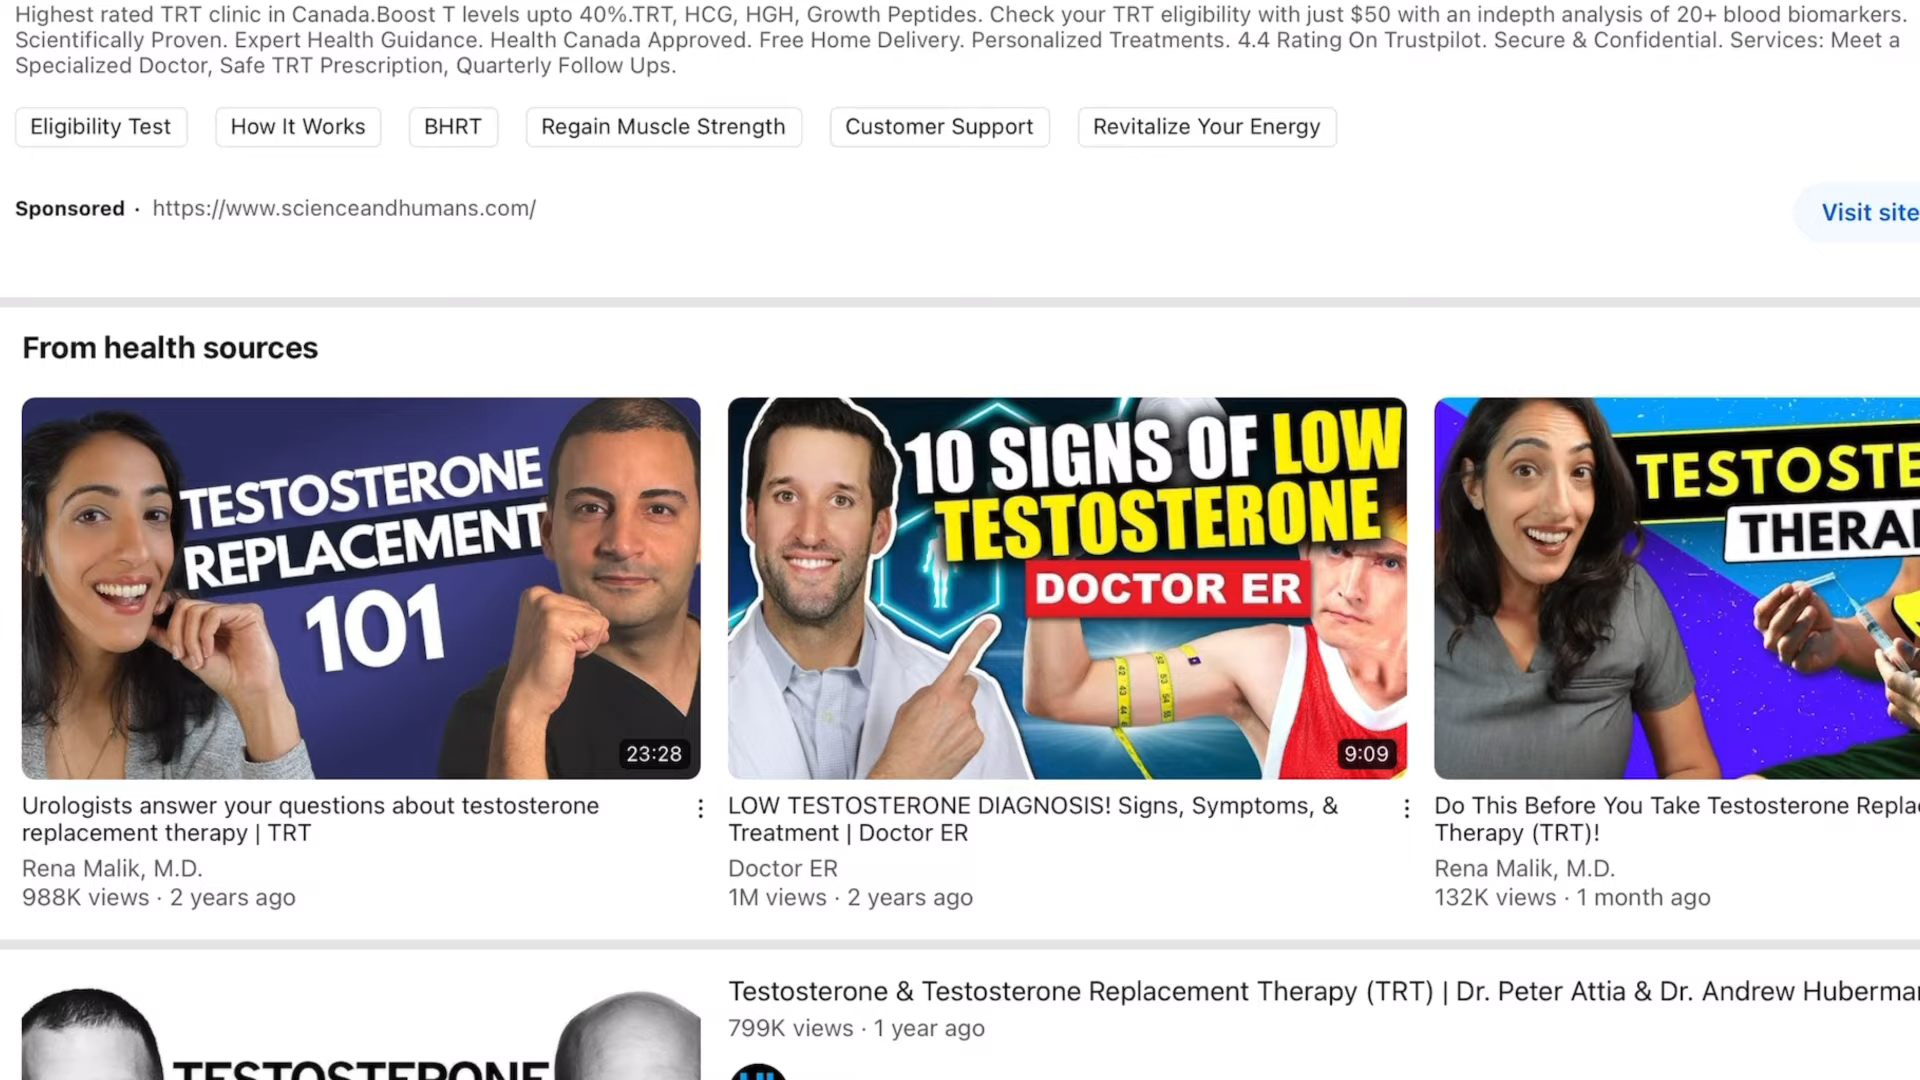 Highest rated TRT clinic in Canada.Boost T levels upto 40%.TRT, HCG, HGH, Growth Peptides. Check your TRT eligibility with just $50 with an indepth analysis of 20+ blood biomarkers.
Scientifically Proven. Expert Health Guidance. Health Canada Approved. Free Home Delivery. Personalized Treatments. 4.4 Rating On Trustpilot. Secure & Confidential. Services: Meet a
Specialized Doctor, Safe TRT Prescription, Quarterly Follow Ups.
Eligibility Test How It Works BHRT Regain Muscle Strength Customer Support Revitalize Your Energy
Sponsored · https://www.scienceandhumans.com/
Visit site
From health sources
TESTOSTERONE
REPLACEMENT
101
23:28
10 SIGNS OF LOW
TESTOSTERONE
DOCTOR ER
42 43 44
52 53 54 55
9:09
TESTOSTE
THERA
Urologists answer your questions about testosterone
replacement therapy | TRT
Rena Malik, M.D.
988K views · 2 years ago
LOW TESTOSTERONE DIAGNOSIS! Signs, Symptoms, &
Treatment | Doctor ER
Doctor ER
1M views · 2 years ago
Do This Before You Take Testosterone Repla
Therapy (TRT)!
Rena Malik, M.D.
132K views · 1 month ago
TESTOSTERONE
Testosterone & Testosterone Replacement Therapy (TRT) | Dr. Peter Attia & Dr. Andrew Huberma
799K views · 1 year ago